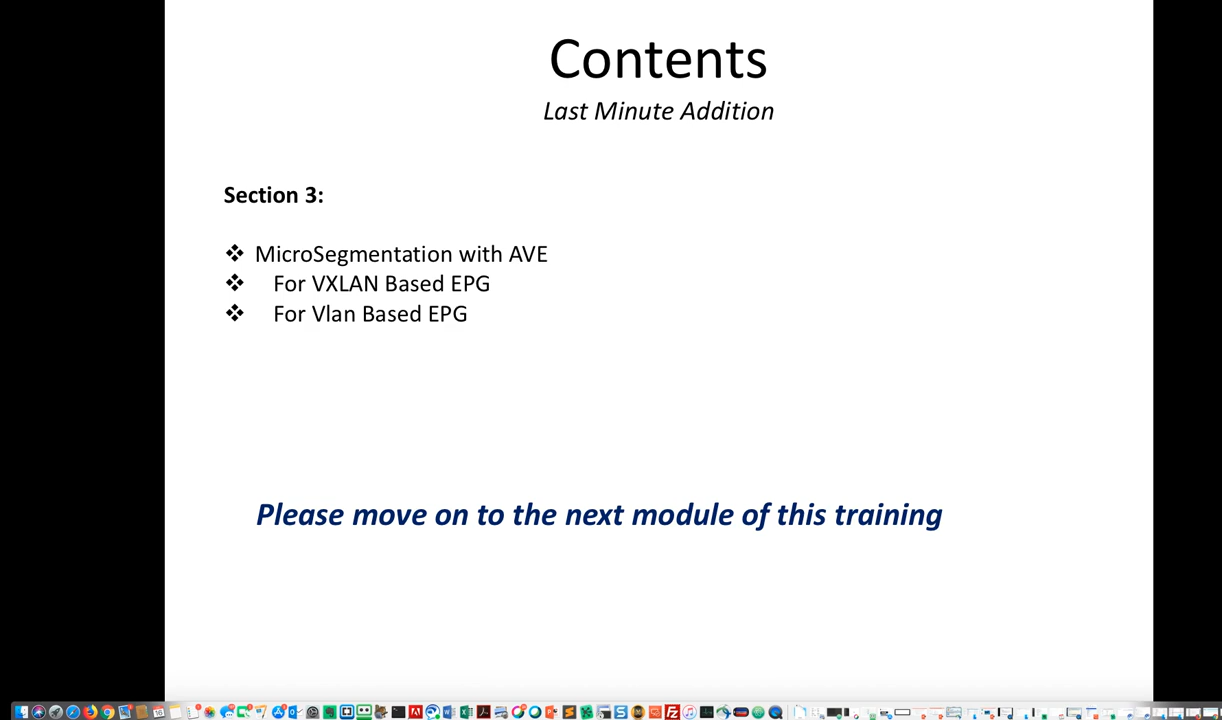 Contents
Last Minute Addition
Section 3:
❖ MicroSegmentation with AVE
❖ For VXLAN Based EPG
❖ For Vlan Based EPG
Please move on to the next module of this training